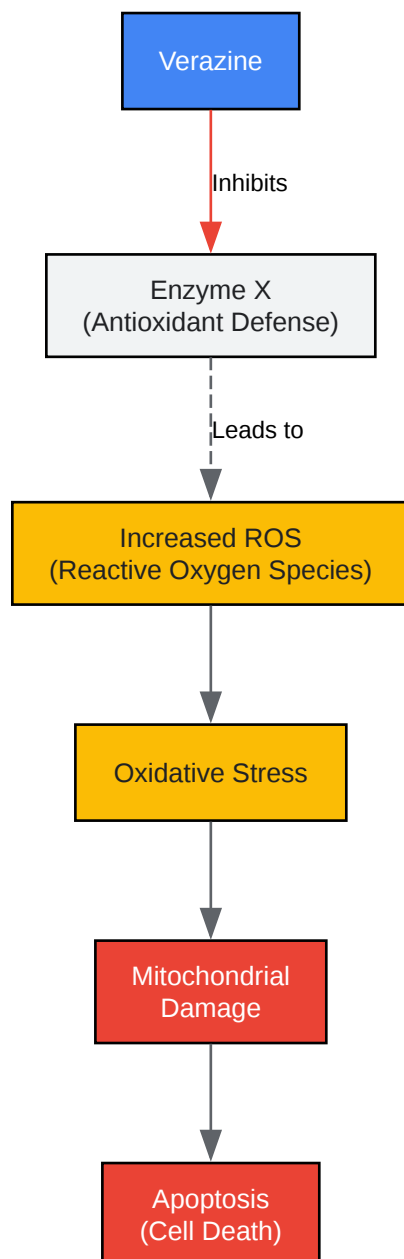 Verazine
Inhibits
Enzyme X
(Antioxidant Defense)
Leads to
Increased ROS
(Reactive Oxygen Species)
Oxidative Stress
Mitochondrial
Damage
Apoptosis
(Cell Death)